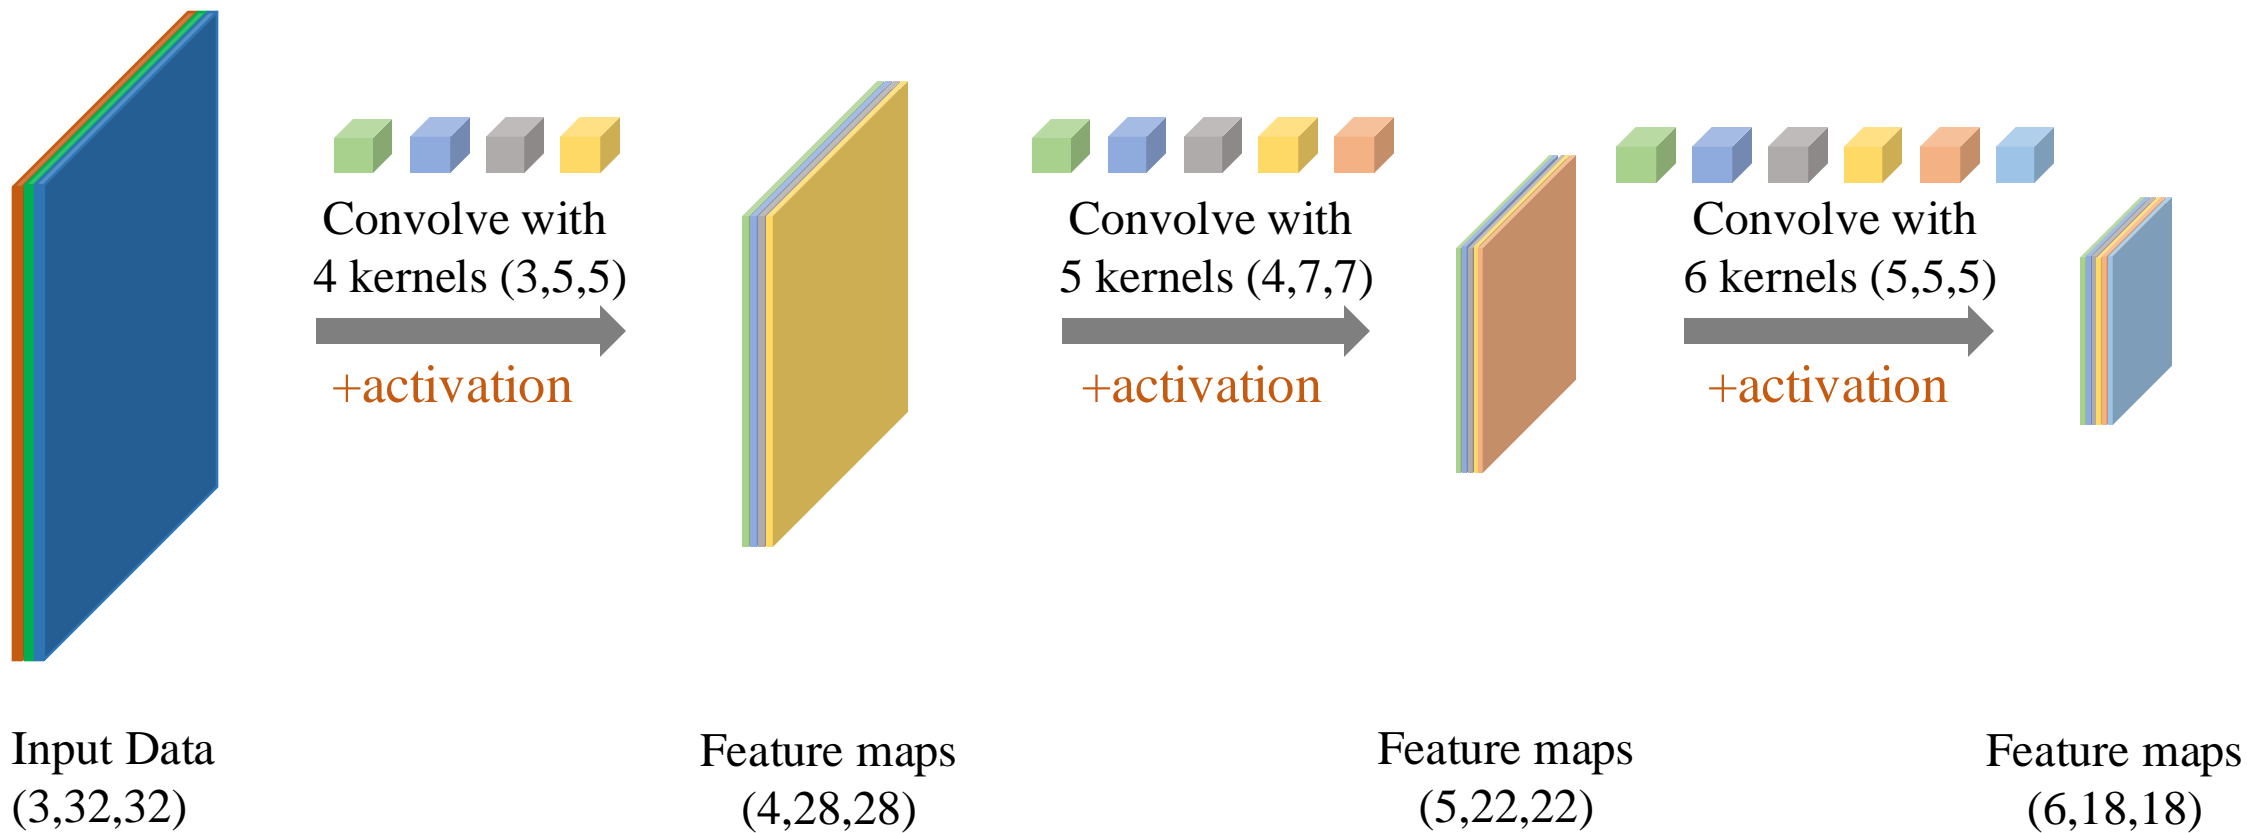 Convolve with
4 kernels (3,5,5)
+activation
Convolve with
5 kernels (4,7,7)
+activation
Convolve with
6 kernels (5,5,5)
+activation
Input Data
(3,32,32)
Feature maps
(4,28,28)
Feature maps
(5,22,22)
Feature maps
(6,18,18)